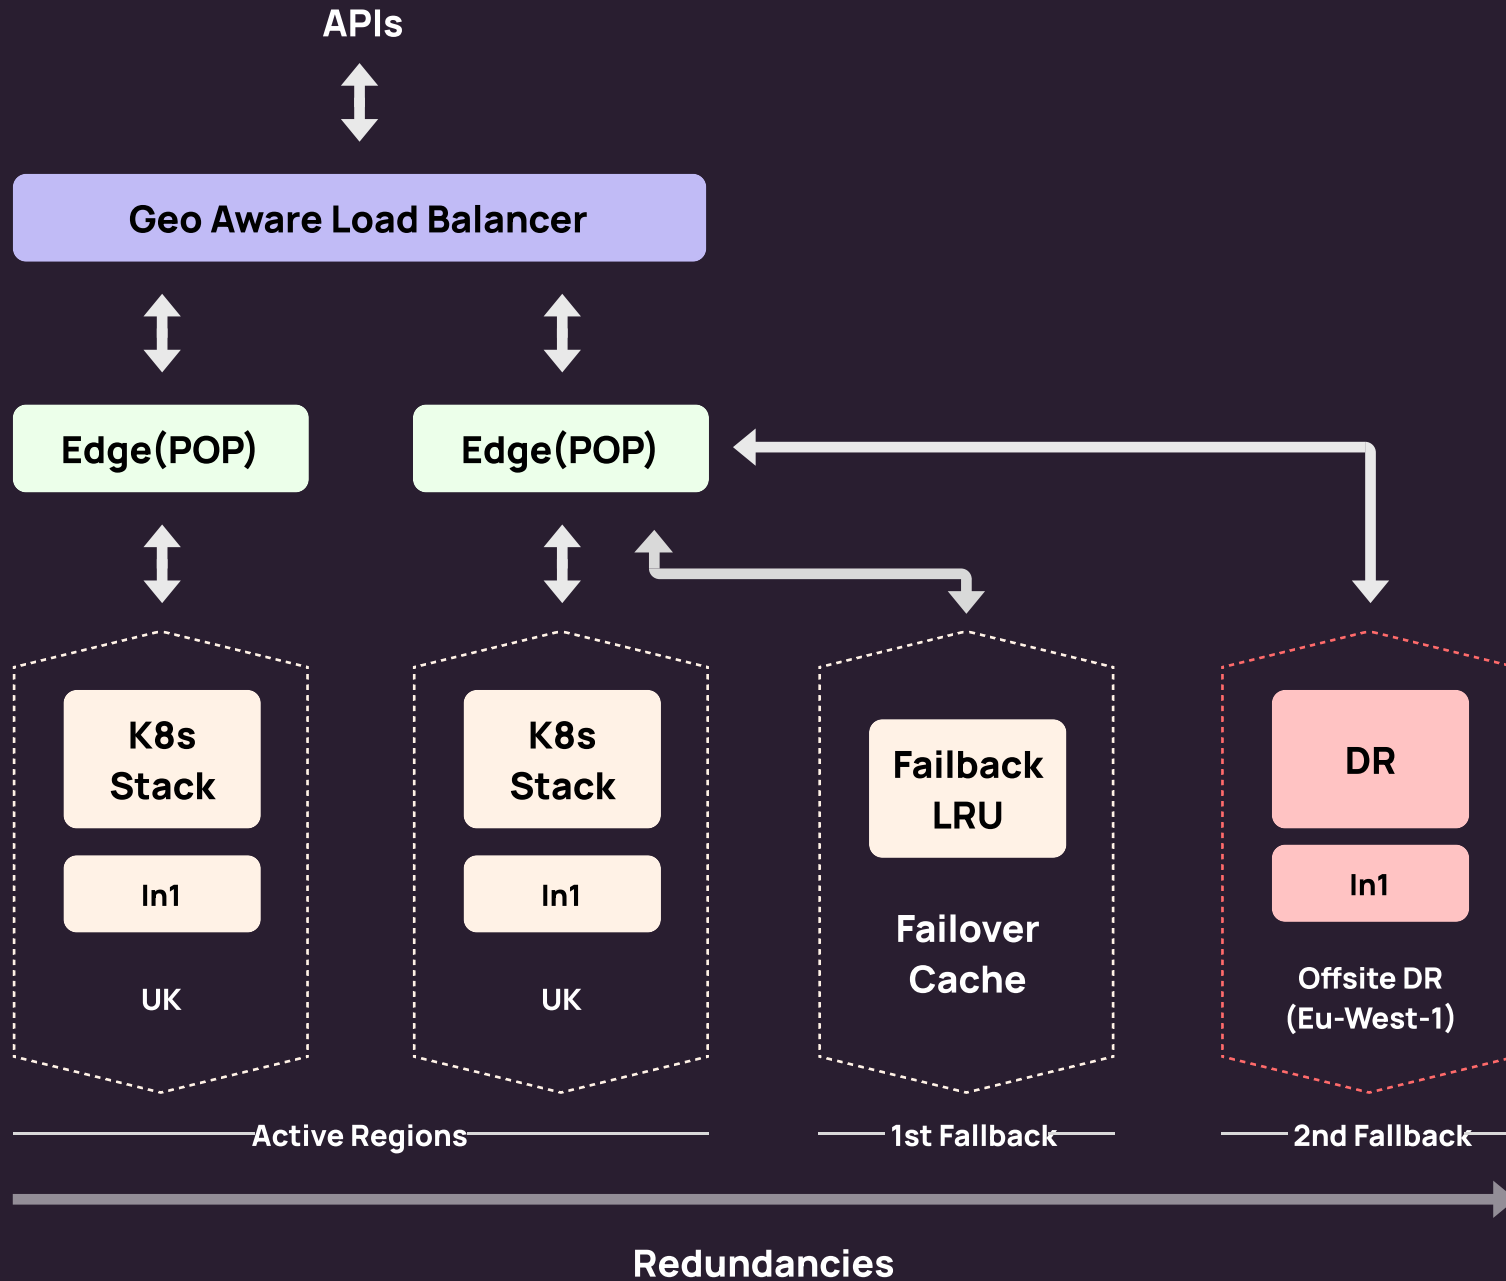 APIs
Geo Aware Load Balancer
Edge(POP)
Edge(POP)
K8s
Stack
In1
UK
K8s
Stack
In1
UK
Failback
LRU
Failover
Cache
DR
In1
Offsite DR
(Eu-West-1)
Active Regions
1st Fallback
2nd Fallback
Redundancies